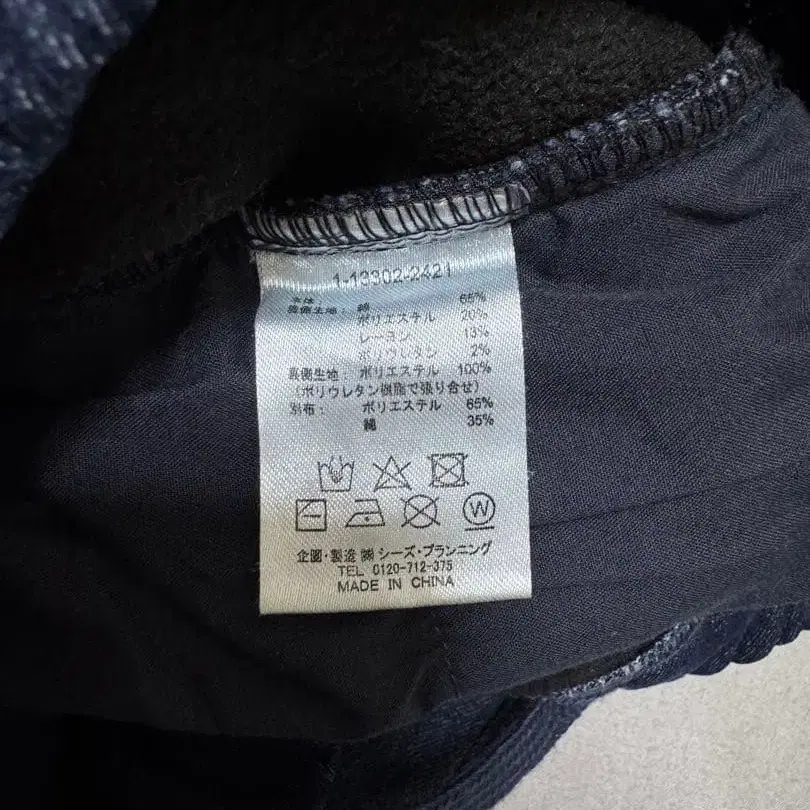 1-13302-2421
本体
表側生地： 綿 65%
ポリエステル 20%
レーヨン 13%
ポリウレタン 2%
裏側生地： ポリエステル 100%
（ポリウレタン樹脂で張り合せ）
別布： ポリエステル 65%
綿 35%
W
企画・製造 ㈱シーズ・プランニング
TEL 0120-712-375
MADE IN CHINA